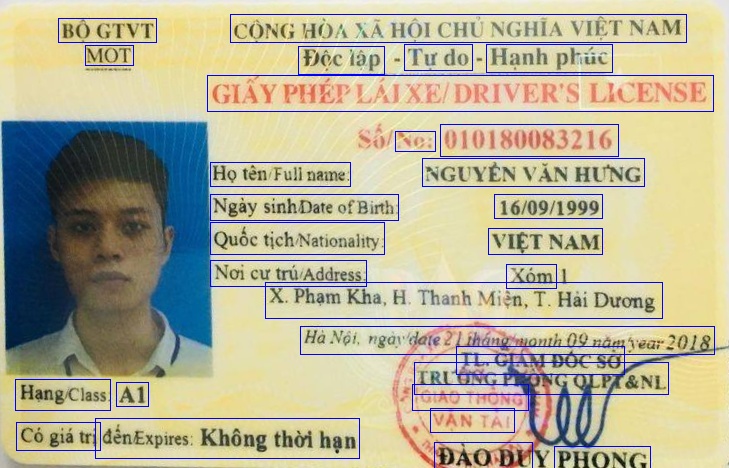 BỘ GTVT
MOT
CỘNG HÒA XÃ HỘI CHỦ NGHĨA VIỆT NAM
Độc lập - Tự do - Hạnh phúc
GIẤY PHÉP LÁI XE/ DRIVER'S LICENSE
Số/ No: 010180083216
Họ tên/Full name: NGUYỄN VĂN HƯNG
Ngày sinh/Date of Birth: 16/09/1999
Quốc tịch/Nationality: VIỆT NAM
Nơi cư trú/Address: Xóm 1
X. Phạm Kha, H. Thanh Miện, T. Hải Dương
Hà Nội, ngày/date 21 tháng/month 09 năm/year 2018
TL. GIÁM ĐỐC SỞ
TRƯỞNG PHÒNG QLPT&NL
GIAO THÔNG
VẬN TẢI
Hạng/Class: A1
Có giá trị đến/Expires: Không thời hạn
ĐÀO DUY PHONG